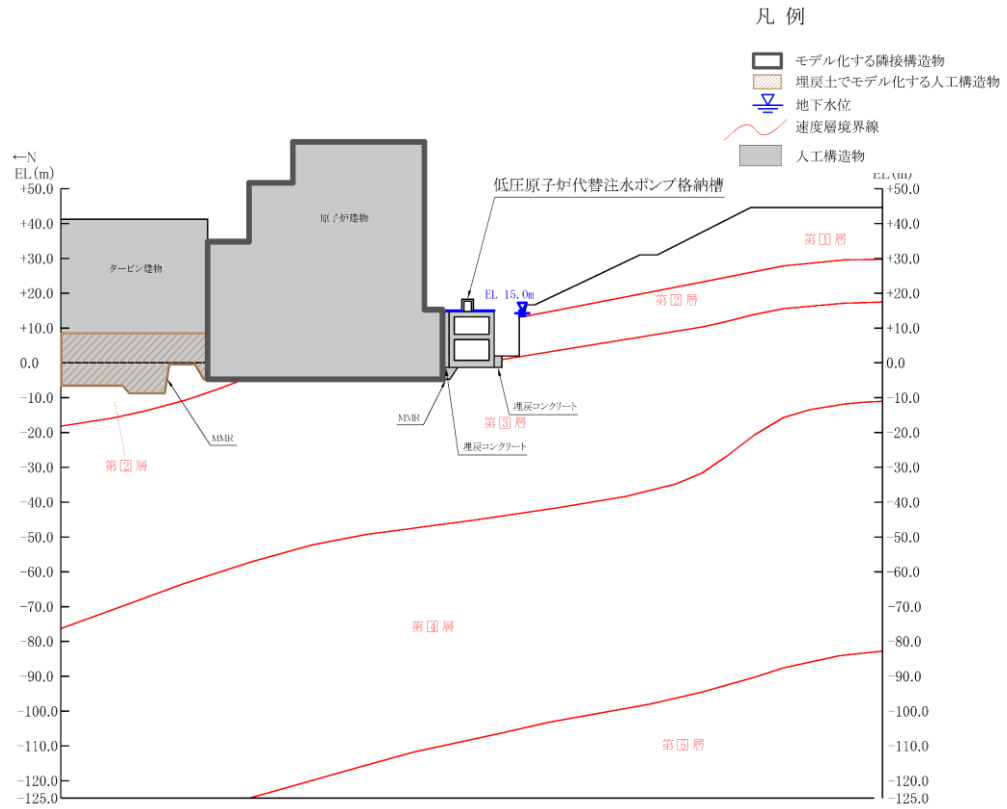 凡 例
モデル化する隣接構造物
埋戻土でモデル化する人工構造物
地下水位
速度層境界線
人工構造物
←N
EL(m)
EL(m)
+50.0
+40.0
+30.0
+20.0
+10.0
0.0
-10.0
-20.0
-30.0
-40.0
-50.0
-60.0
-70.0
-80.0
-90.0
-100.0
-110.0
-125.0
+50.0
+40.0
+30.0
+20.0
+10.0
0.0
-10.0
-20.0
-30.0
-40.0
-50.0
-60.0
-70.0
-80.0
-90.0
-100.0
-110.0
-125.0
低圧原子炉代替注水ポンプ格納槽
原子炉建物
タービン建物
EL 15.0m
第1層
第2層
埋戻コンクリート
MMR
第3層
埋戻コンクリート
MMR
第2層
第4層
第5層